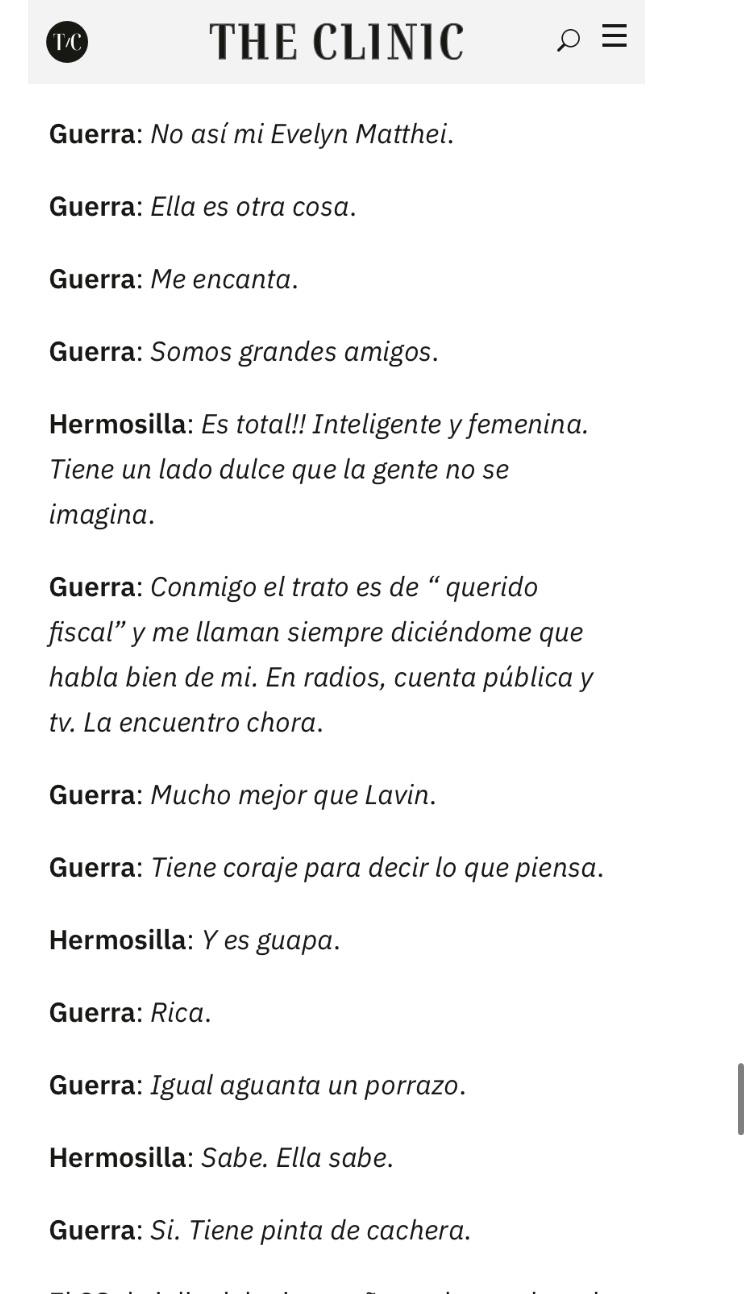 T/C
THE CLINIC
Guerra: No así mi Evelyn Matthei.
Guerra: Ella es otra cosa.
Guerra: Me encanta.
Guerra: Somos grandes amigos.
Hermosilla: Es total!! Inteligente y femenina.
Tiene un lado dulce que la gente no se
imagina.
Guerra: Conmigo el trato es de “ querido
fiscal” y me llaman siempre diciéndome que
habla bien de mi. En radios, cuenta pública y
tv. La encuentro chora.
Guerra: Mucho mejor que Lavin.
Guerra: Tiene coraje para decir lo que piensa.
Hermosilla: Y es guapa.
Guerra: Rica.
Guerra: Igual aguanta un porrazo.
Hermosilla: Sabe. Ella sabe.
Guerra: Si. Tiene pinta de cachera.